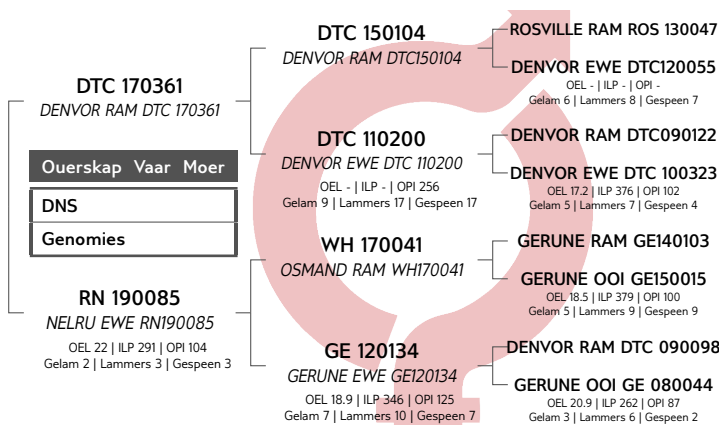 DTC 170361
DENVOR RAM DTC 170361
Ouerskap Vaar Moer
DNS
Genomies
RN 190085
NELRU EWE RN190085
OEL 22 | ILP 291 | OPI 104
Gelam 2 | Lammers 3 | Gespeen 3
DTC 150104
DENVOR RAM DTC150104
DTC 110200
DENVOR EWE DTC 110200
OEL - | ILP - | OPI 256
Gelam 9 | Lammers 17 | Gespeen 17
WH 170041
OSMAND RAM WH170041
GE 120134
GERUNE EWE GE120134
OEL 18.9 | ILP 346 | OPI 125
Gelam 7 | Lammers 10 | Gespeen 7
ROSVILLE RAM ROS 130047
DENVOR EWE DTC120055
OEL - | ILP - | OPI -
Gelam 6 | Lammers 8 | Gespeen 7
DENVOR RAM DTC090122
DENVOR EWE DTC 100323
OEL 17.2 | ILP 376 | OPI 102
Gelam 5 | Lammers 7 | Gespeen 4
GERUNE RAM GE140103
GERUNE OOI GE150015
OEL 18.5 | ILP 379 | OPI 100
Gelam 5 | Lammers 9 | Gespeen 9
DENVOR RAM DTC 090098
GERUNE OOI GE 080044
OEL 20.9 | ILP 262 | OPI 87
Gelam 3 | Lammers 6 | Gespeen 2